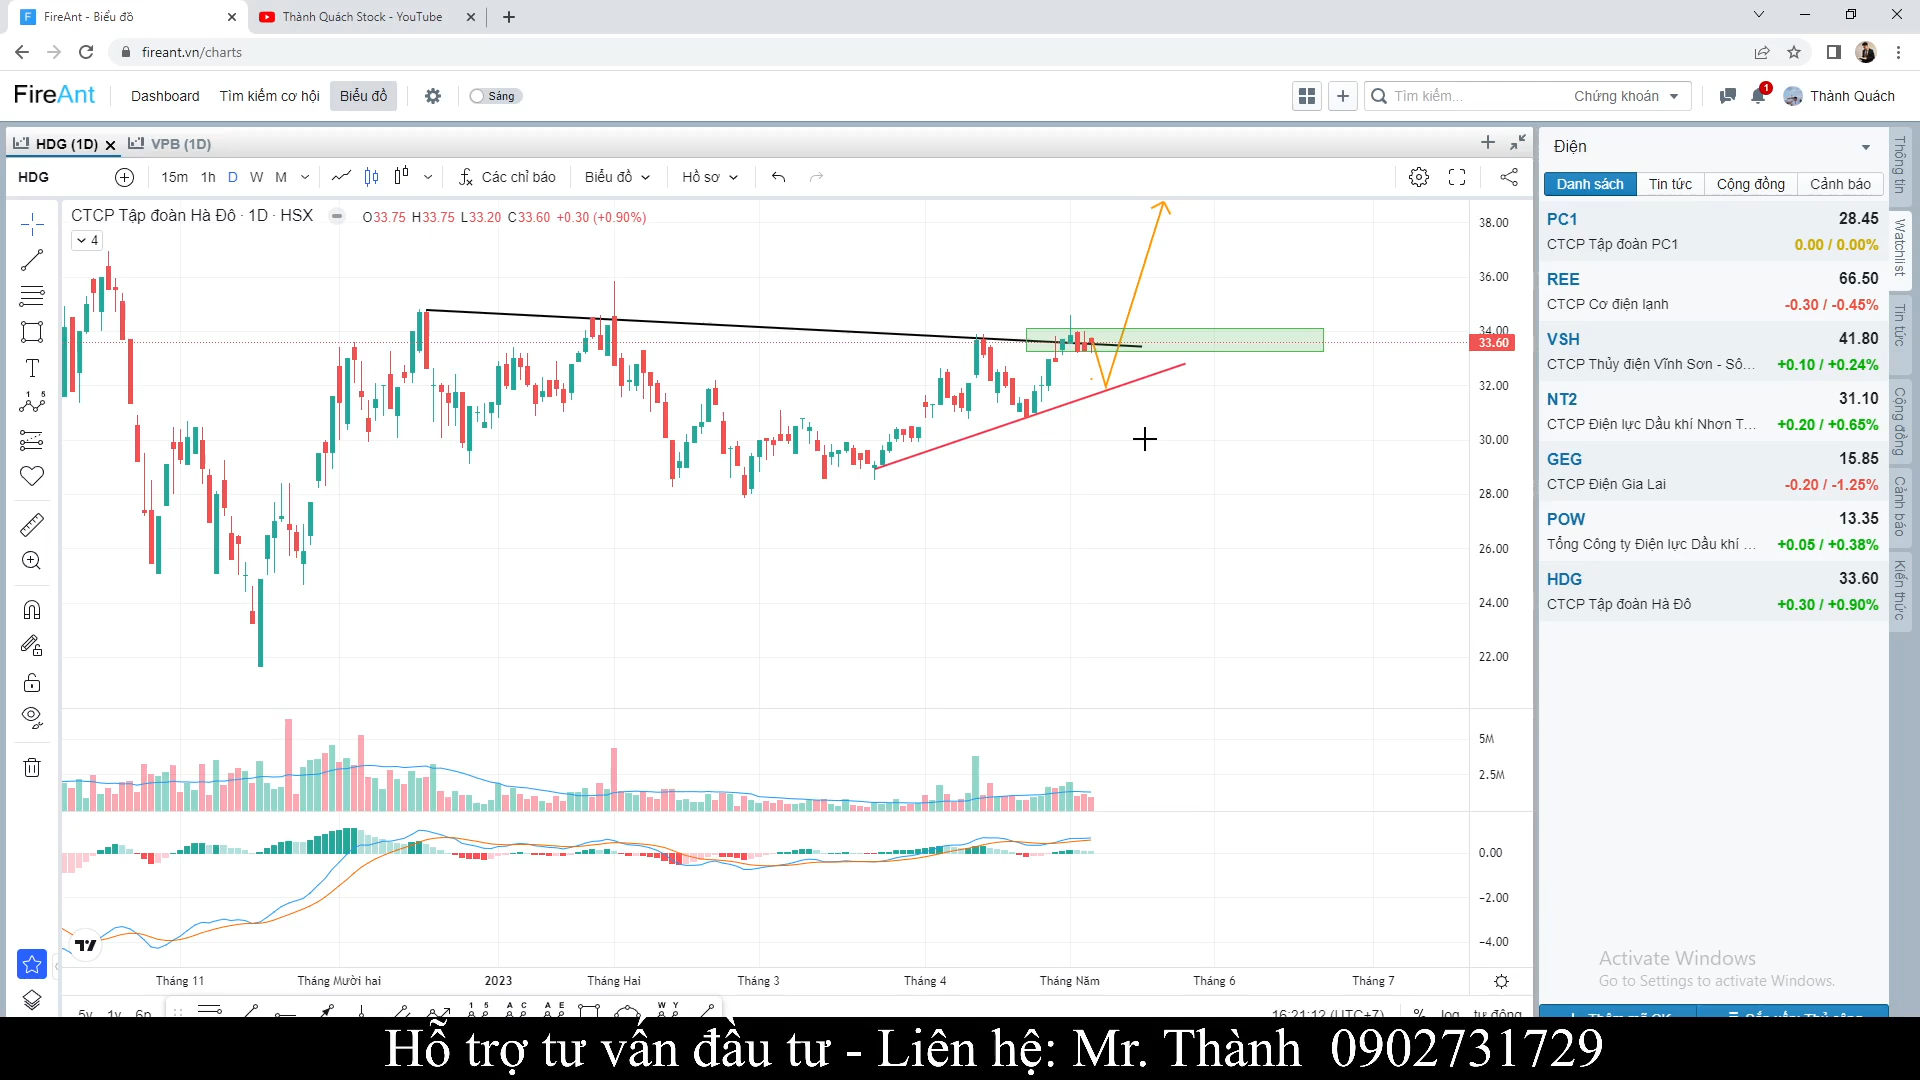 FireAnt - Biểu đồ
Thành Quách Stock - YouTube
fireant.vn/charts
FireAnt
Dashboard
Tìm kiếm cơ hội
Biểu đồ
Sáng
Tìm kiếm...
Chứng khoán
1
Thành Quách
HDG (1D)
VPB (1D)
HDG
15m 1h D W M
Các chỉ báo
Biểu đồ
Hồ sơ
CTCP Tập đoàn Hà Đô · 1D · HSX
O33.75 H33.75 L33.20 C33.60 +0.30 (+0.90%)
4
38.00
36.00
34.00
33.60
32.00
30.00
28.00
26.00
24.00
22.00
5M
2.5M
0.00
−2.00
−4.00
Tháng 11
Tháng Mười hai
2023
Tháng Hai
Tháng 3
Tháng 4
Tháng Năm
Tháng 6
Tháng 7
5y 1y 6p
16:21:12 (UTC+7)
% log tự động
Điện
Danh sách
Tin tức
Cộng đồng
Cảnh báo
PC1 28.45
CTCP Tập đoàn PC1 0.00 / 0.00%
REE 66.50
CTCP Cơ điện lạnh -0.30 / -0.45%
VSH 41.80
CTCP Thủy điện Vĩnh Sơn - Sô... +0.10 / +0.24%
NT2 31.10
CTCP Điện lực Dầu khí Nhơn T... +0.20 / +0.65%
GEG 15.85
CTCP Điện Gia Lai -0.20 / -1.25%
POW 13.35
Tổng Công ty Điện lực Dầu khí ... +0.05 / +0.38%
HDG 33.60
CTCP Tập đoàn Hà Đô +0.30 / +0.90%
Thông tin
Watchlist
Tin tức
Cộng đồng
Cảnh báo
Kiến thức
Activate Windows
Go to Settings to activate Windows.
Hỗ trợ tư vấn đầu tư - Liên hệ: Mr. Thành 0902731729